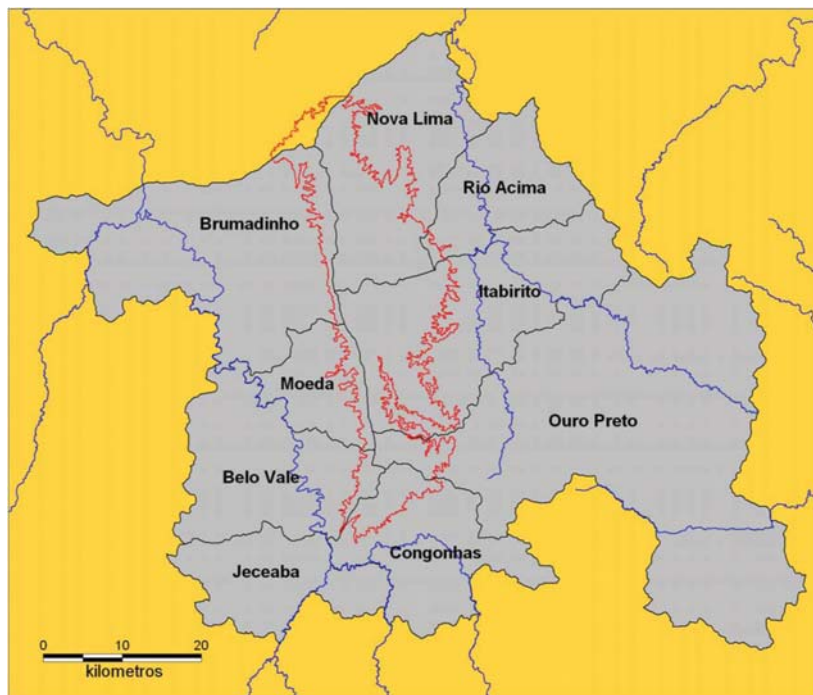 Nova Lima
Rio Acima
Brumadinho
Itabirito
Moeda
Ouro Preto
Belo Vale
Congonhas
Jeceaba
0 10 20
kilometros